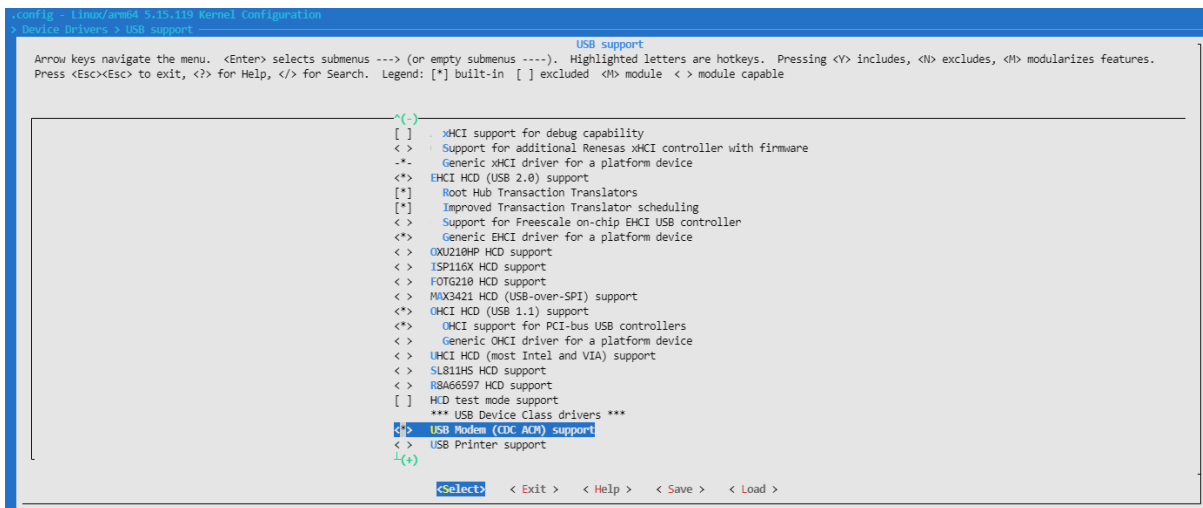 .config - Linux/arm64 5.15.119 Kernel Configuration
> Device Drivers > USB support
USB support
Arrow keys navigate the menu. <Enter> selects submenus ---> (or empty submenus ----). Highlighted letters are hotkeys. Pressing <Y> includes, <N> excludes, <M> modularizes features.
Press <Esc><Esc> to exit, <?> for Help, </> for Search. Legend: [*] built-in [ ] excluded <M> module < > module capable
^(-)
[ ] xHCI support for debug capability
< > Support for additional Renesas xHCI controller with firmware
-*- Generic xHCI driver for a platform device
<*> EHCI HCD (USB 2.0) support
[*] Root Hub Transaction Translators
[*] Improved Transaction Translator scheduling
< > Support for Freescale on-chip EHCI USB controller
<*> Generic EHCI driver for a platform device
< > OXU210HP HCD support
< > ISP116X HCD support
< > FOTG210 HCD support
< > MAX3421 HCD (USB-over-SPI) support
<*> OHCI HCD (USB 1.1) support
<*> OHCI support for PCI-bus USB controllers
< > Generic OHCI driver for a platform device
< > UHCI HCD (most Intel and VIA) support
< > SL811HS HCD support
< > R8A66597 HCD support
[ ] HCD test mode support
*** USB Device Class drivers ***
<*> USB Modem (CDC ACM) support
< > USB Printer support
┴(+)
<Select> < Exit > < Help > < Save > < Load >